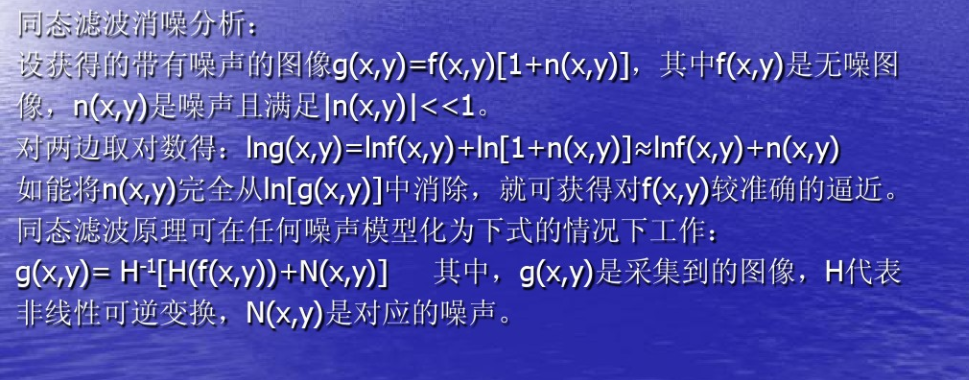 同态滤波消噪分析：
设获得的带有噪声的图像g(x,y)=f(x,y)[1+n(x,y)]，其中f(x,y)是无噪图
像，n(x,y)是噪声且满足|n(x,y)|<<1。
对两边取对数得：lng(x,y)=lnf(x,y)+ln[1+n(x,y)]≈lnf(x,y)+n(x,y)
如能将n(x,y)完全从ln[g(x,y)]中消除，就可获得对f(x,y)较准确的逼近。
同态滤波原理可在任何噪声模型化为下式的情况下工作：
g(x,y)= H⁻¹[H(f(x,y))+N(x,y)] 其中，g(x,y)是采集到的图像，H代表
非线性可逆变换，N(x,y)是对应的噪声。